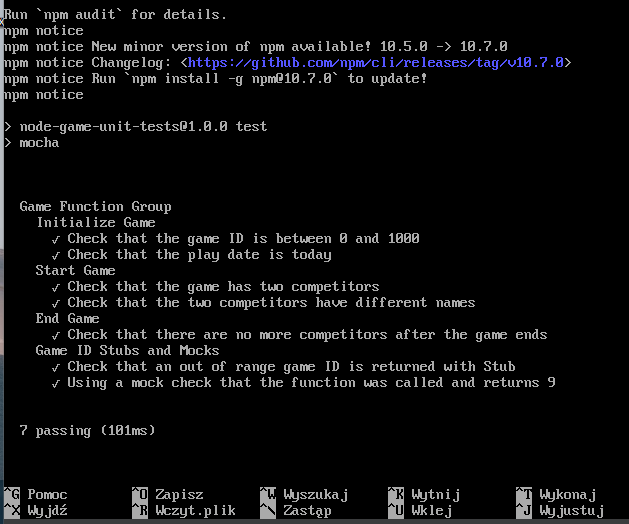 Run `npm audit` for details.
npm notice
npm notice New minor version of npm available! 10.5.0 -> 10.7.0
npm notice Changelog: <https://github.com/npm/cli/releases/tag/v10.7.0>
npm notice Run `npm install -g npm@10.7.0` to update!
npm notice
> node-game-unit-tests@1.0.0 test
> mocha
Game Function Group
Initialize Game
✓ Check that the game ID is between 0 and 1000
✓ Check that the play date is today
Start Game
✓ Check that the game has two competitors
✓ Check that the two competitors have different names
End Game
✓ Check that there are no more competitors after the game ends
Game ID Stubs and Mocks
✓ Check that an out of range game ID is returned with Stub
✓ Using a mock check that the function was called and returns 9
7 passing (101ms)
^G Pomoc ^O Zapisz ^W Wyszukaj ^K Wytnij ^T Wykonaj
^X Wyjdź ^R Wczyt.plik ^\ Zastąp ^U Wklej ^J Wyjustuj